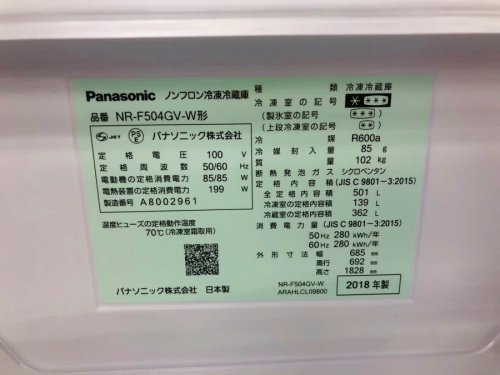 Panasonic ノンフロン冷凍冷蔵庫
品番 NR-F504GV-W形
JET PSE パナソニック株式会社
定格電圧 100 V
定格周波数 50/60 Hz
電動機の定格消費電力 85/85 W
電熱装置の定格消費電力 199 W
製造番号 A8002961
温度ヒューズの定格動作温度
70℃(冷凍室霜取用)
パナソニック株式会社 日本製
種類 冷凍冷蔵庫
冷凍室の記号 * ***
(製氷室の記号) ***
(上段冷凍室の記号) ***
冷媒 R600a
冷媒封入量 85 g
質量 102 kg
断熱発泡ガス シクロペンタン
定格内容積 (JIS C 9801-3:2015)
501 L
冷凍室の定格内容積 139 L
冷蔵室の定格内容積 362 L
消費電力量 (JIS C 9801-3:2015)
50 Hz 280 kWh/年
60 Hz 280 kWh/年
外形寸法 幅 685 mm
奥行 692 mm
高さ 1828 mm
NR-F504GV-W
ARAHLCL09800
2018年製